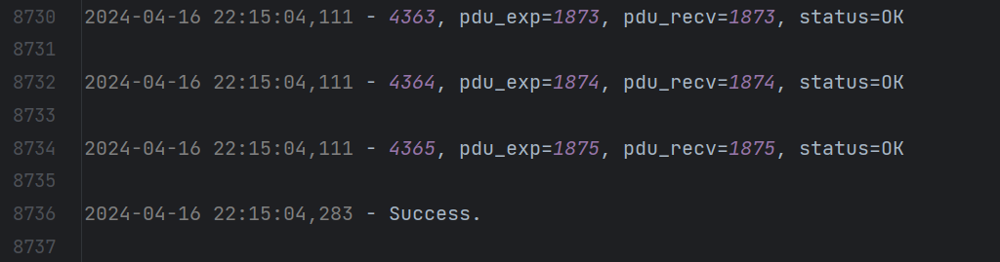 8730 2024-04-16 22:15:04,111 - 4363, pdu_exp=1873, pdu_recv=1873, status=OK
8731
8732 2024-04-16 22:15:04,111 - 4364, pdu_exp=1874, pdu_recv=1874, status=OK
8733
8734 2024-04-16 22:15:04,111 - 4365, pdu_exp=1875, pdu_recv=1875, status=OK
8735
8736 2024-04-16 22:15:04,283 - Success.
8737